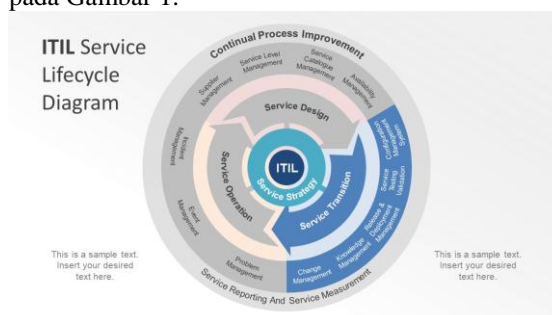 pada Gambar 1.
ITIL Service
Lifecycle
Diagram
Continual Process Improvement
Supplier
Management
Service Level
Management
Service
Catalogue
Management
Availability
Management
System
Configuration
Management
Service
Testing
Validation
Release &
Deployment
Management
Knowledge
Management
Change
Management
Problem
Management
Event
Management
Incident
Management
Service Design
Service Transition
Service Operation
ITIL
Service Strategy
Service Reporting And Service Measurement
This is a sample text.
Insert your desired
text here.
This is a sample text.
Insert your desired
text here.